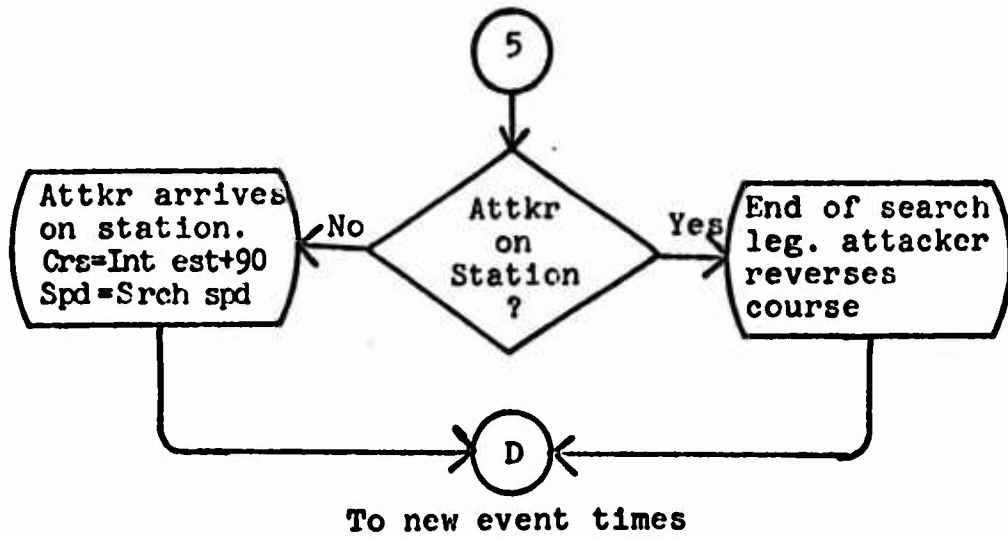 5
Attkr
on
Station
?
No
Yes
Attkr arrives
on station.
Crs=Int est+90
Spd=Srch spd
End of search
leg. attacker
reverses
course
D
To new event times